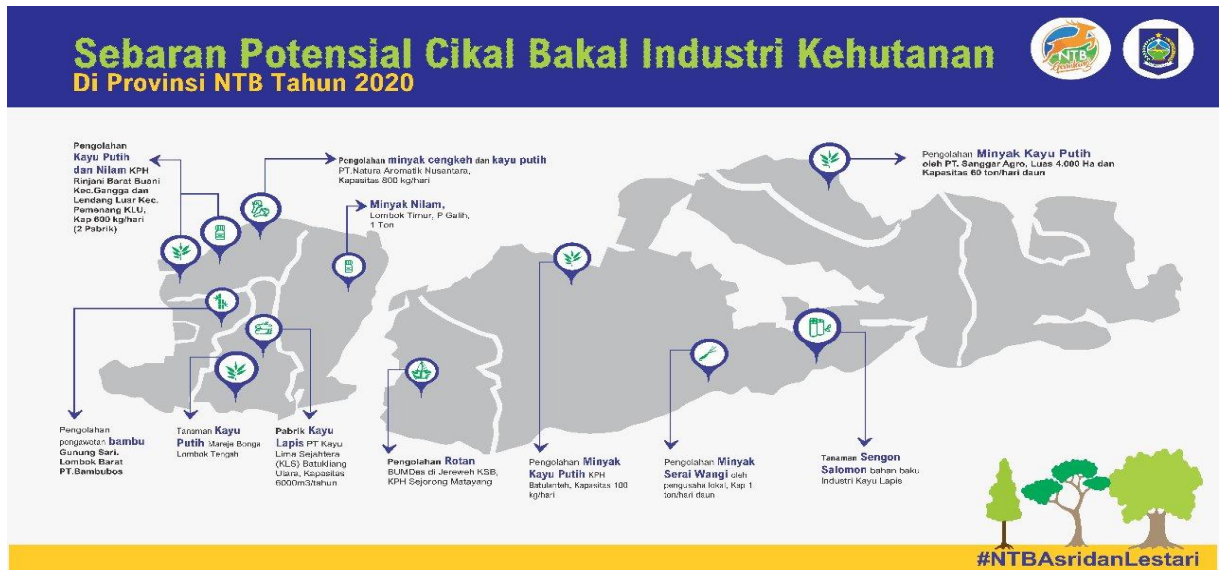 Sebaran Potensial Cikal Bakal Industri Kehutanan
Di Provinsi NTB Tahun 2020
NTB
Gemilang
Pengolahan
Kayu Putih
dan Nilam KPH
Rinjani Barat Buani
Kec.Gangga dan
Lendang Luar Kec.
Pemenang KLU,
Kap 600 kg/hari
(2 Pabrik)
Pengolahan minyak cengkeh dan kayu putih
PT.Natura Aromatik Nusantara,
Kapasitas 800 kg/hari
Minyak Nilam,
Lombok Timur, P Galih,
1 Ton
Pengolahan Minyak Kayu Putih
oleh PT. Sanggar Agro, Luas 4.000 Ha dan
Kapasitas 60 ton/hari daun
Pengolahan
pengawetan bambu
Gunung Sari.
Lombok Barat
PT.Bambubos
Tanaman Kayu
Putih Mareje Bonga
Lombok Tengah
Pabrik Kayu
Lapis PT Kayu
Lima Sejahtera
(KLS) Batukliang
Utara, Kapasitas
6000m3/tahun
Pengolahan Rotan
BUMDes di Jereweh KSB,
KPH Sejorong Matayang
Pengolahan Minyak
Kayu Putih KPH
Batulanteh, Kapasitas 100
kg/hari
Pengolahan Minyak
Serai Wangi oleh
pengusaha lokal, Kap 1
ton/hari daun
Tanaman Sengon
Salomon bahan baku
Industri Kayu Lapis
#NTBAsridanLestari